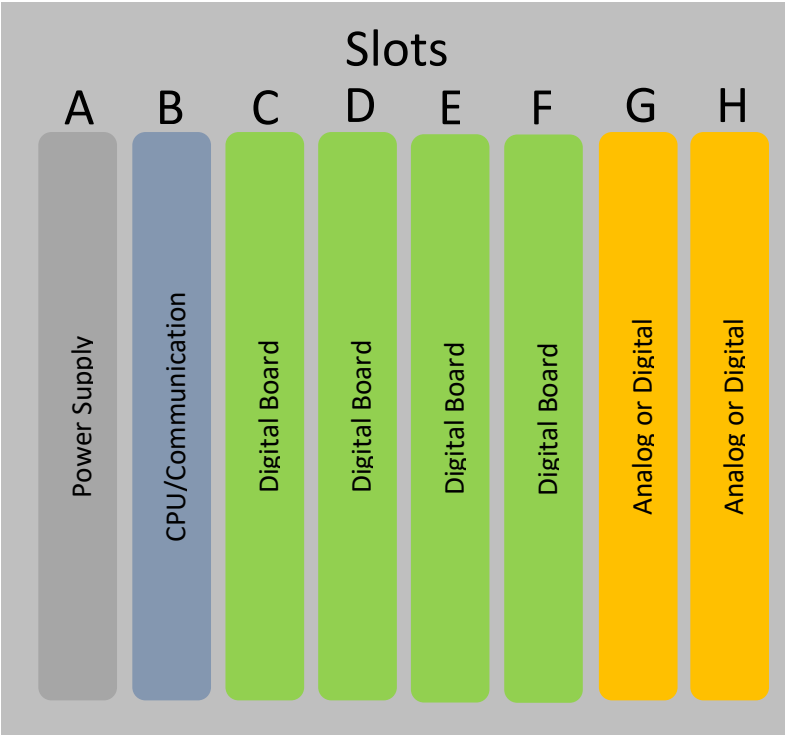 Slots
A B C D E F G H
Power Supply
CPU/Communication
Digital Board
Digital Board
Digital Board
Digital Board
Analog or Digital
Analog or Digital